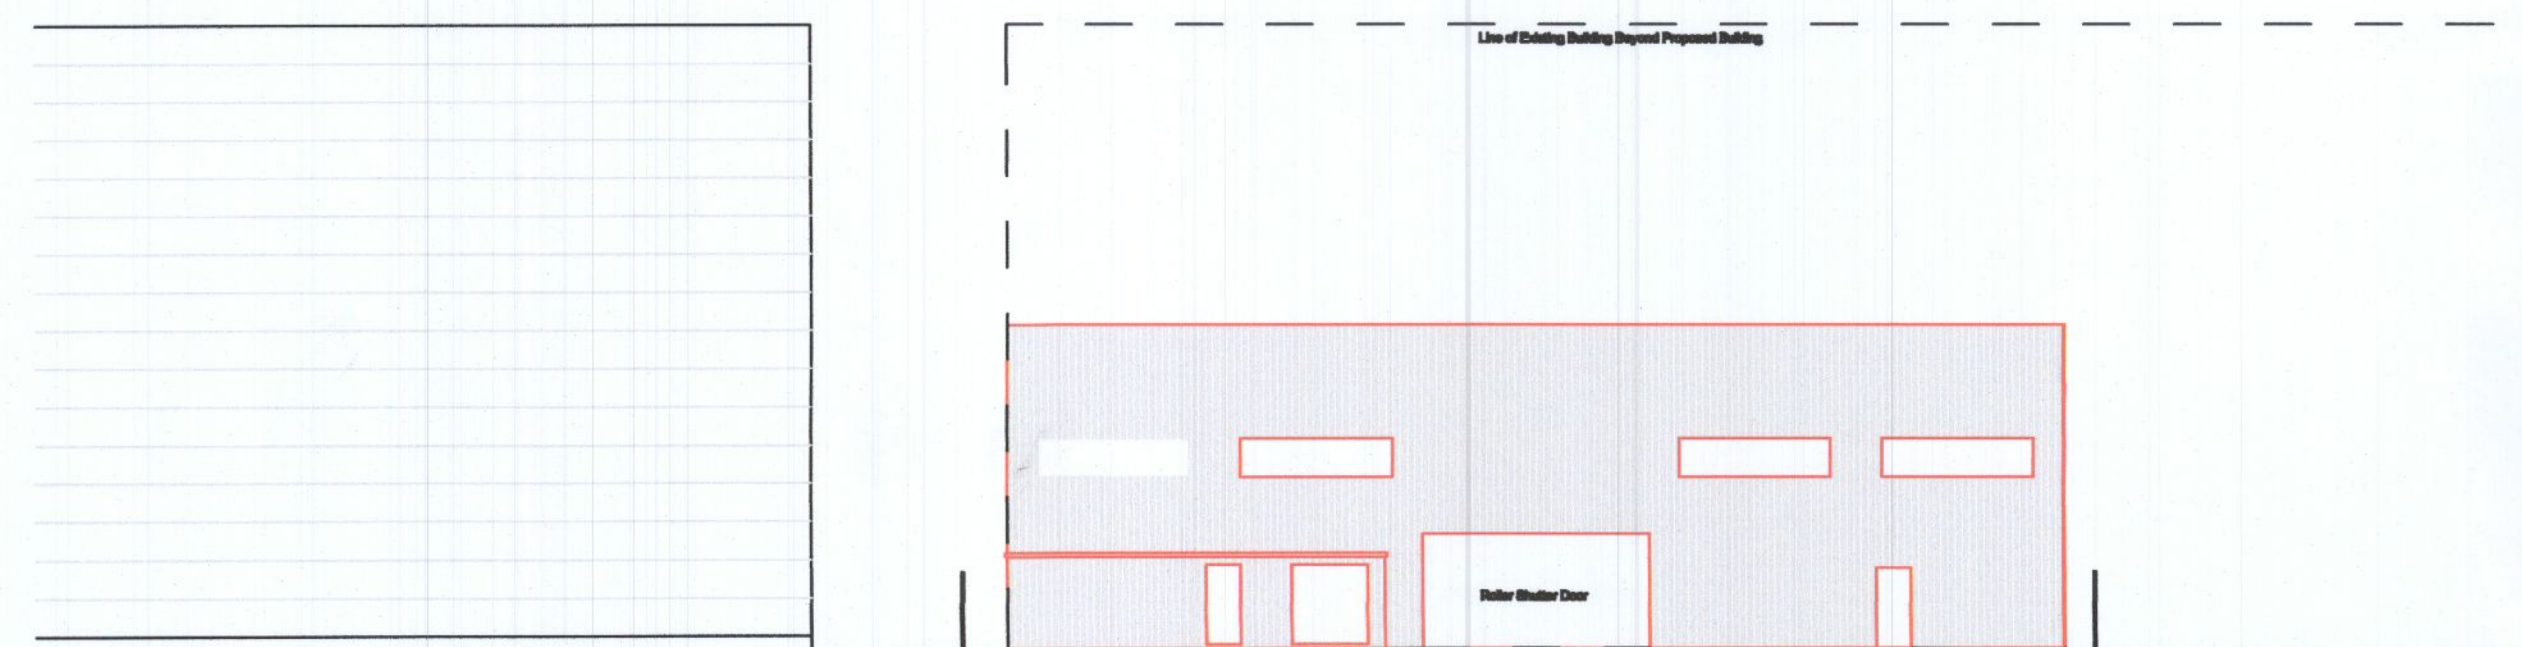 Line of Existing Building Beyond Proposed Building
Roller Shutter Door